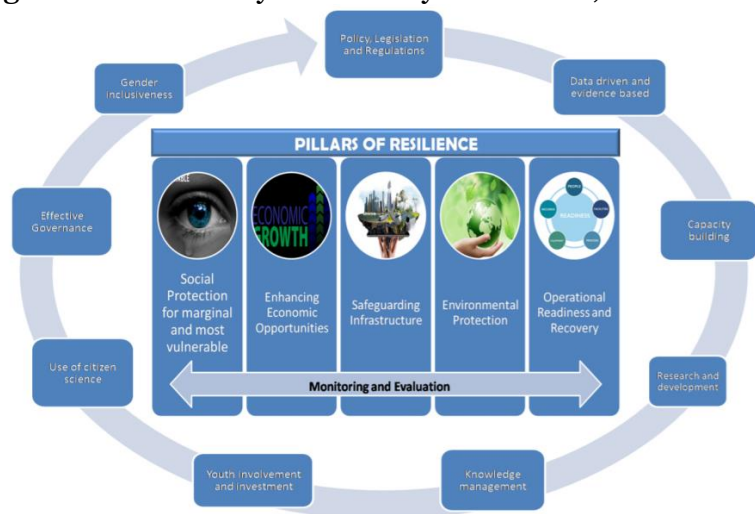 Policy, Legislation
and Regulations
Data driven and
evidence based
Capacity
building
Research and
development
Knowledge
management
Youth involvement
and investment
Use of citizen
science
Effective
Governance
Gender
inclusiveness
PILLARS OF RESILIENCE
ECONOMIC
GROWTH
PEOPLE
READINESS
Social
Protection
for marginal
and most
vulnerable
Enhancing
Economic
Opportunities
Safeguarding
Infrastructure
Environmental
Protection
Operational
Readiness and
Recovery
Monitoring and Evaluation